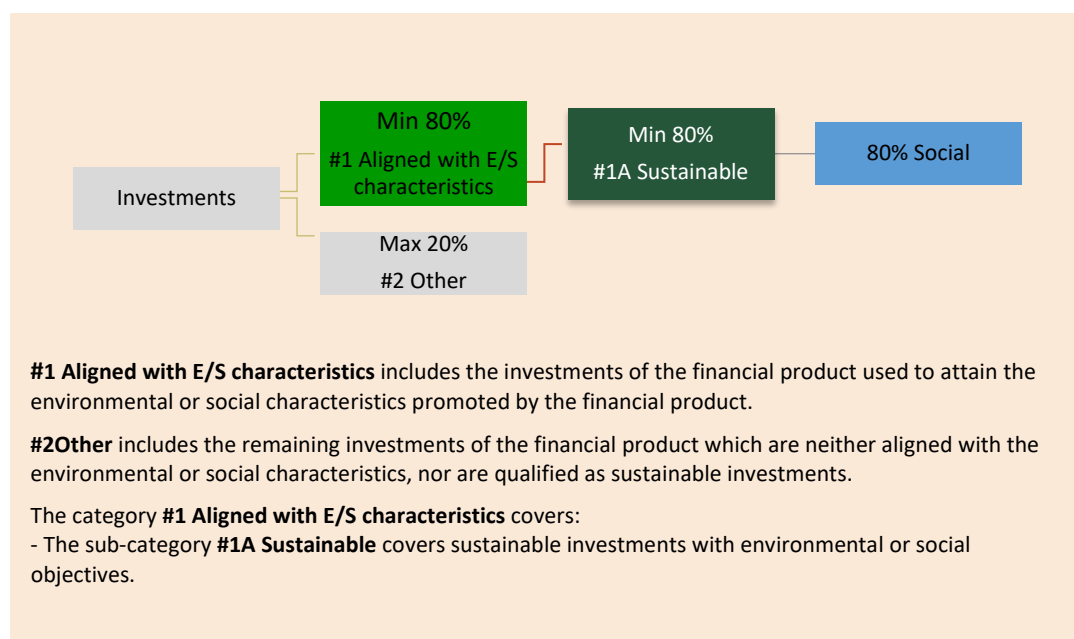 Min 80%
#1 Aligned with E/S
characteristics
Min 80%
#1A Sustainable
80% Social
Investments
Max 20%
#2 Other
#1 Aligned with E/S characteristics includes the investments of the financial product used to attain the
environmental or social characteristics promoted by the financial product.
#2Other includes the remaining investments of the financial product which are neither aligned with the
environmental or social characteristics, nor are qualified as sustainable investments.
The category #1 Aligned with E/S characteristics covers:
- The sub-category #1A Sustainable covers sustainable investments with environmental or social
objectives.